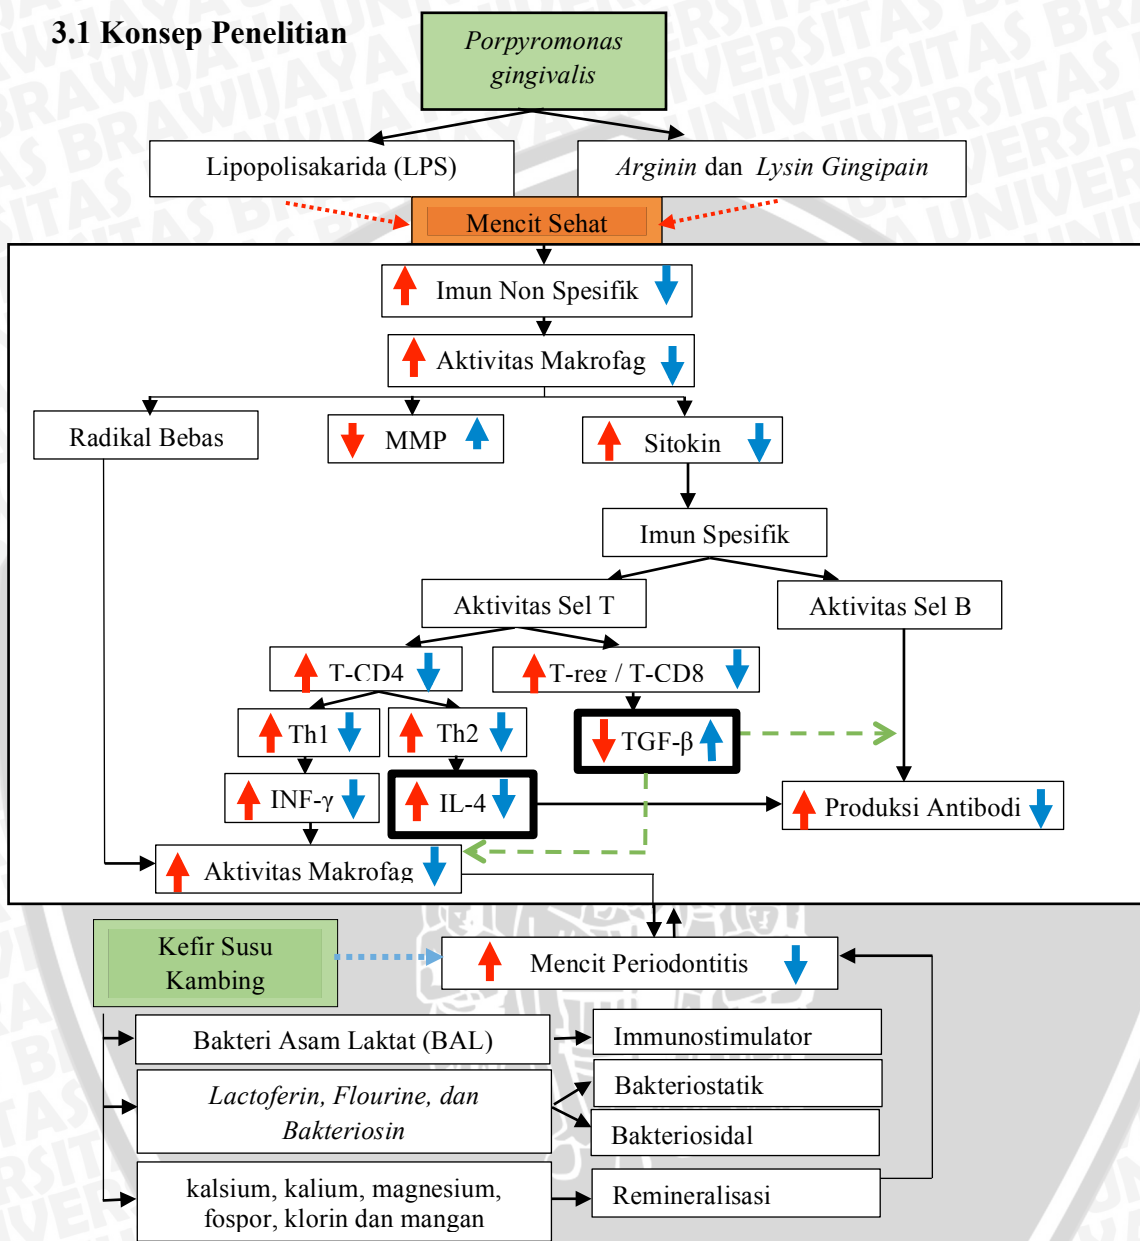 3.1 Konsep Penelitian
Porpyromonas
gingivalis
Lipopolisakarida (LPS)
Arginin dan Lysin Gingipain
Mencit Sehat
Imun Non Spesifik
Aktivitas Makrofag
Radikal Bebas
MMP
Sitokin
Imun Spesifik
Aktivitas Sel T
Aktivitas Sel B
T-CD4
T-reg / T-CD8
Th1
Th2
TGF-β
INF-γ
IL-4
Produksi Antibodi
Aktivitas Makrofag
Kefir Susu
Kambing
Mencit Periodontitis
Bakteri Asam Laktat (BAL)
Immunostimulator
Lactoferin, Flourine, dan
Bakteriosin
Bakteriostatik
Bakteriosidal
kalsium, kalium, magnesium,
fospor, klorin dan mangan
Remineralisasi